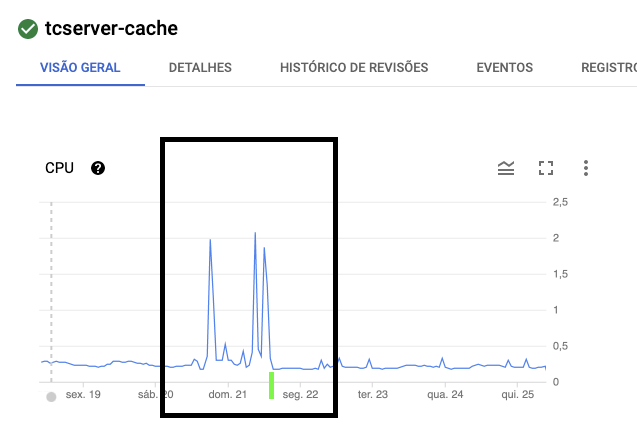 tcserver-cache
VISÃO GERAL DETALHES HISTÓRICO DE REVISÕES EVENTOS REGISTRO
CPU ?
2,5
2
1,5
1
0,5
0
sex. 19 sáb. 20 dom. 21 seg. 22 ter. 23 qua. 24 qui. 25